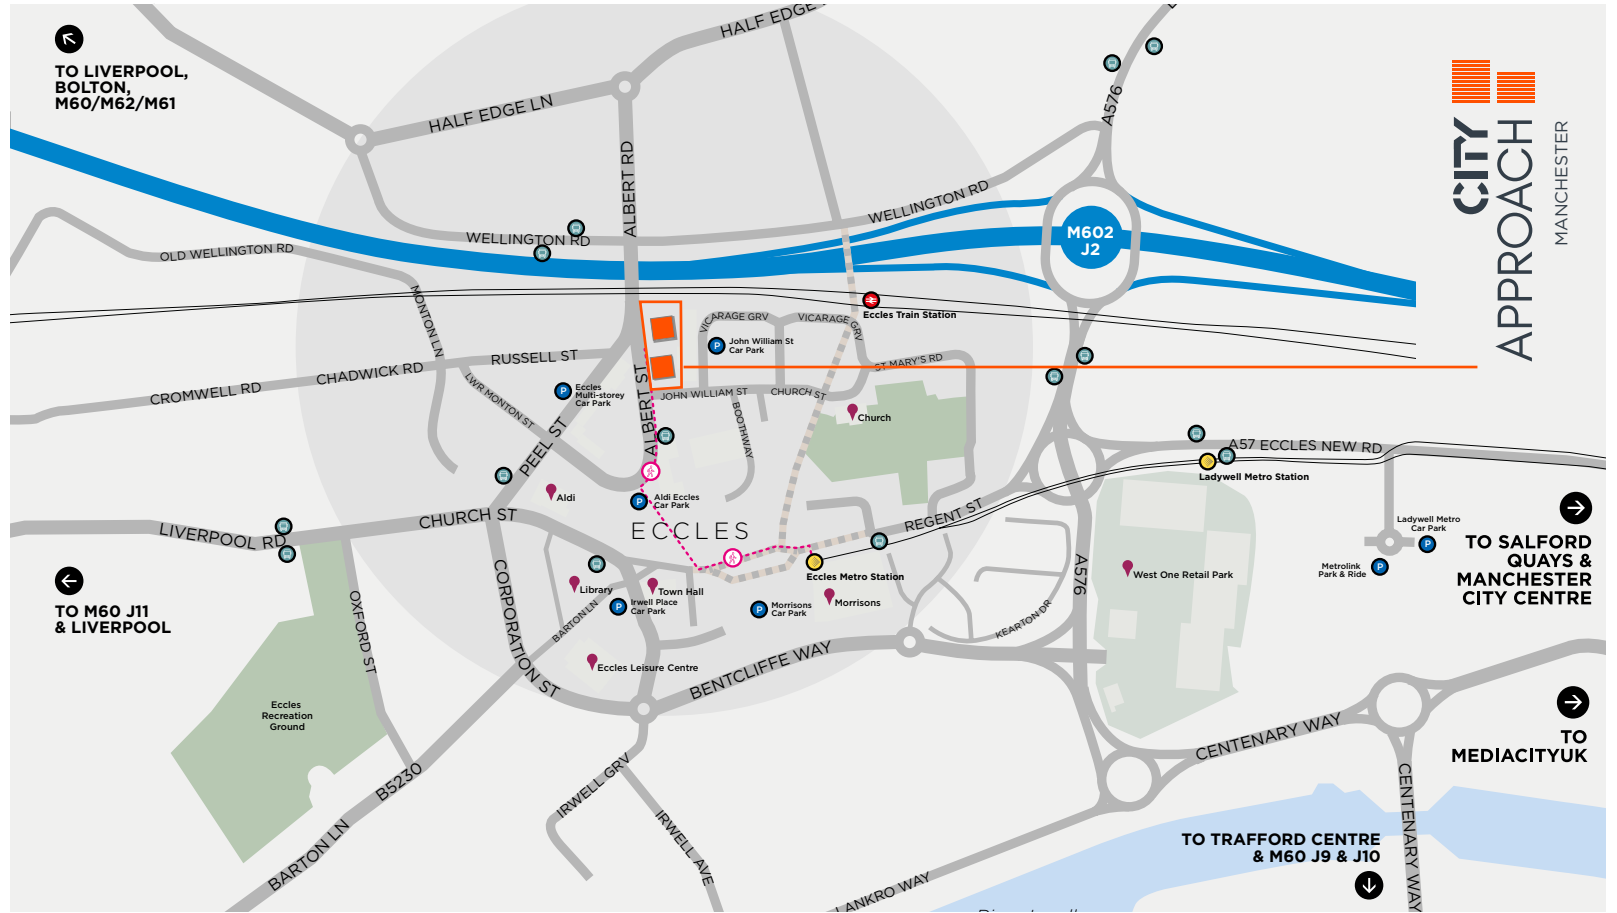 TO LIVERPOOL,
BOLTON,
M60/M62/M61
HALF EDGE LN
HALF EDGE
ALBERT RD
A576
CITY
APPROACH
MANCHESTER
WELLINGTON RD
WELLINGTON RD
OLD WELLINGTON RD
M602
J2
MONTON LN
Eccles Train Station
VICARAGE GRV
VICARAGE GRV
John William St
Car Park
RUSSELL ST
CHADWICK RD
CROMWELL RD
LWR MONTON ST
Eccles
Multi-storey
Car Park
ALBERT ST
JOHN WILLIAM ST
CHURCH ST
ST MARY'S RD
BOOTHWAY
Church
PEEL ST
A57 ECCLES NEW RD
Ladywell Metro Station
Aldi
Aldi Eccles
Car Park
ECCLES
CHURCH ST
LIVERPOOL RD
REGENT ST
Ladywell Metro
Car Park
Metrolink
Park & Ride
TO SALFORD
QUAYS &
MANCHESTER
CITY CENTRE
Eccles Metro Station
A576
West One Retail Park
TO M60 J11
& LIVERPOOL
OXFORD ST
CORPORATION ST
Library
Town Hall
BARTON LN
Irwell Place
Car Park
Morrisons
Car Park
Morrisons
KEARTON DR
Eccles Leisure Centre
BENTCLIFFE WAY
Eccles
Recreation
Ground
CENTENARY WAY
TO
MEDIACITYUK
B5230
BARTON LN
IRWELL GRV
IRWELL AVE
CENTENARY WAY
TO TRAFFORD CENTRE
& M60 J9 & J10
LANKRO WAY